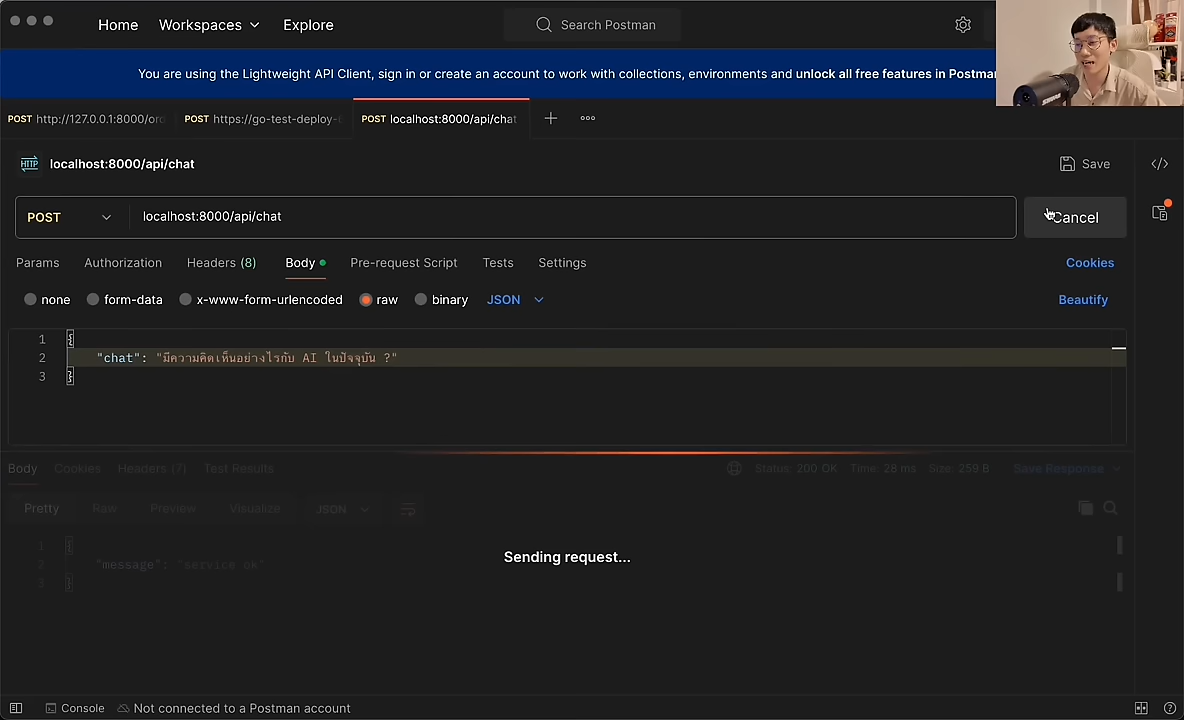 Home Workspaces Explore Search Postman
You are using the Lightweight API Client, sign in or create an account to work with collections, environments and unlock all free features in Postman
POST http://127.0.0.1:8000/ord POST https://go-test-deploy- POST localhost:8000/api/chat
HTTP localhost:8000/api/chat Save
POST localhost:8000/api/chat Cancel
Params Authorization Headers (8) Body Pre-request Script Tests Settings Cookies
none form-data x-www-form-urlencoded raw binary JSON Beautify
1 {
2 "chat": "มีความคิดเห็นอย่างไรกับ AI ในปัจจุบัน ?"
3 }
Body Cookies Headers (7) Test Results Status: 200 OK Time: 28 ms Size: 259 B Save Response
Pretty Raw Preview Visualize JSON
1 {
2 "message": "service ok"
3 }
Sending request...
Console Not connected to a Postman account